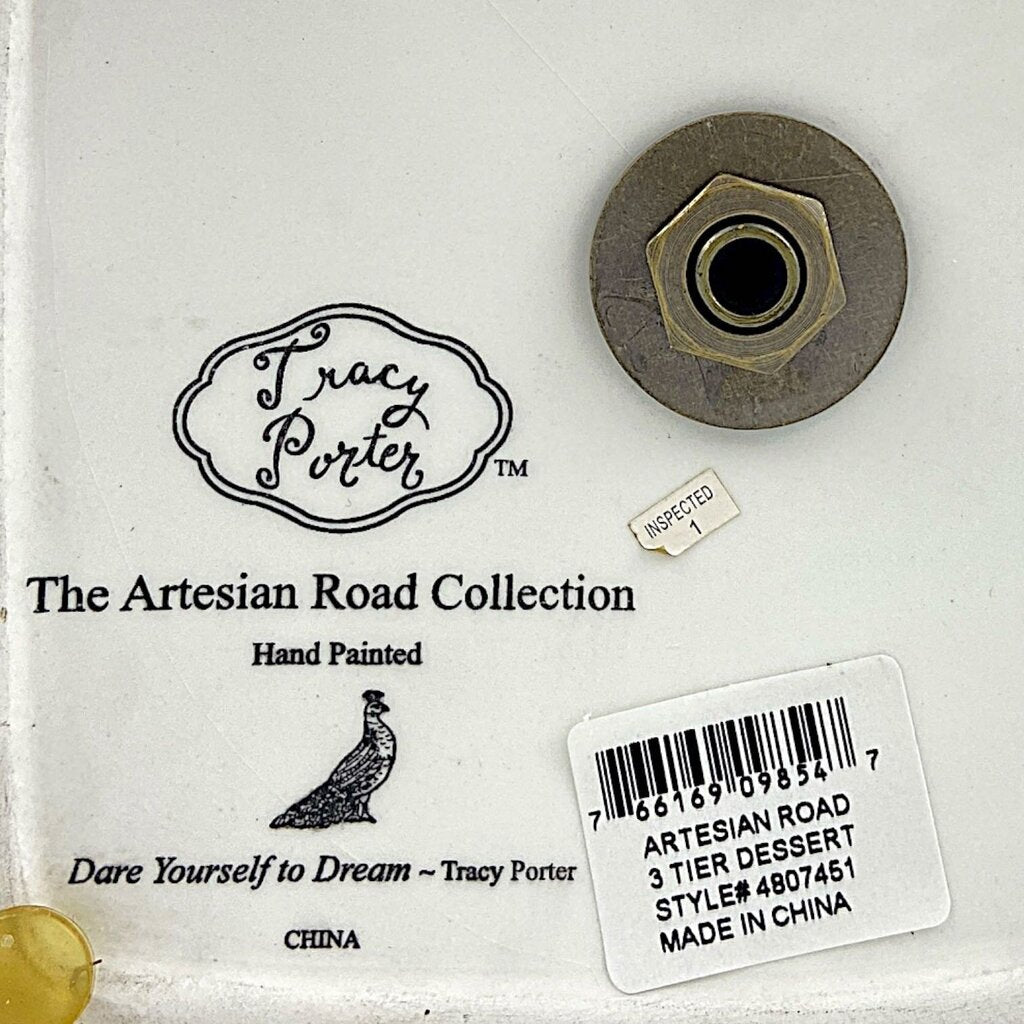 Tracy
Porter
TM
INSPECTED
1
The Artesian Road Collection
Hand Painted
Dare Yourself to Dream ~ Tracy Porter
CHINA
7 66169 09854 7
ARTESIAN ROAD
3 TIER DESSERT
STYLE# 4807451
MADE IN CHINA